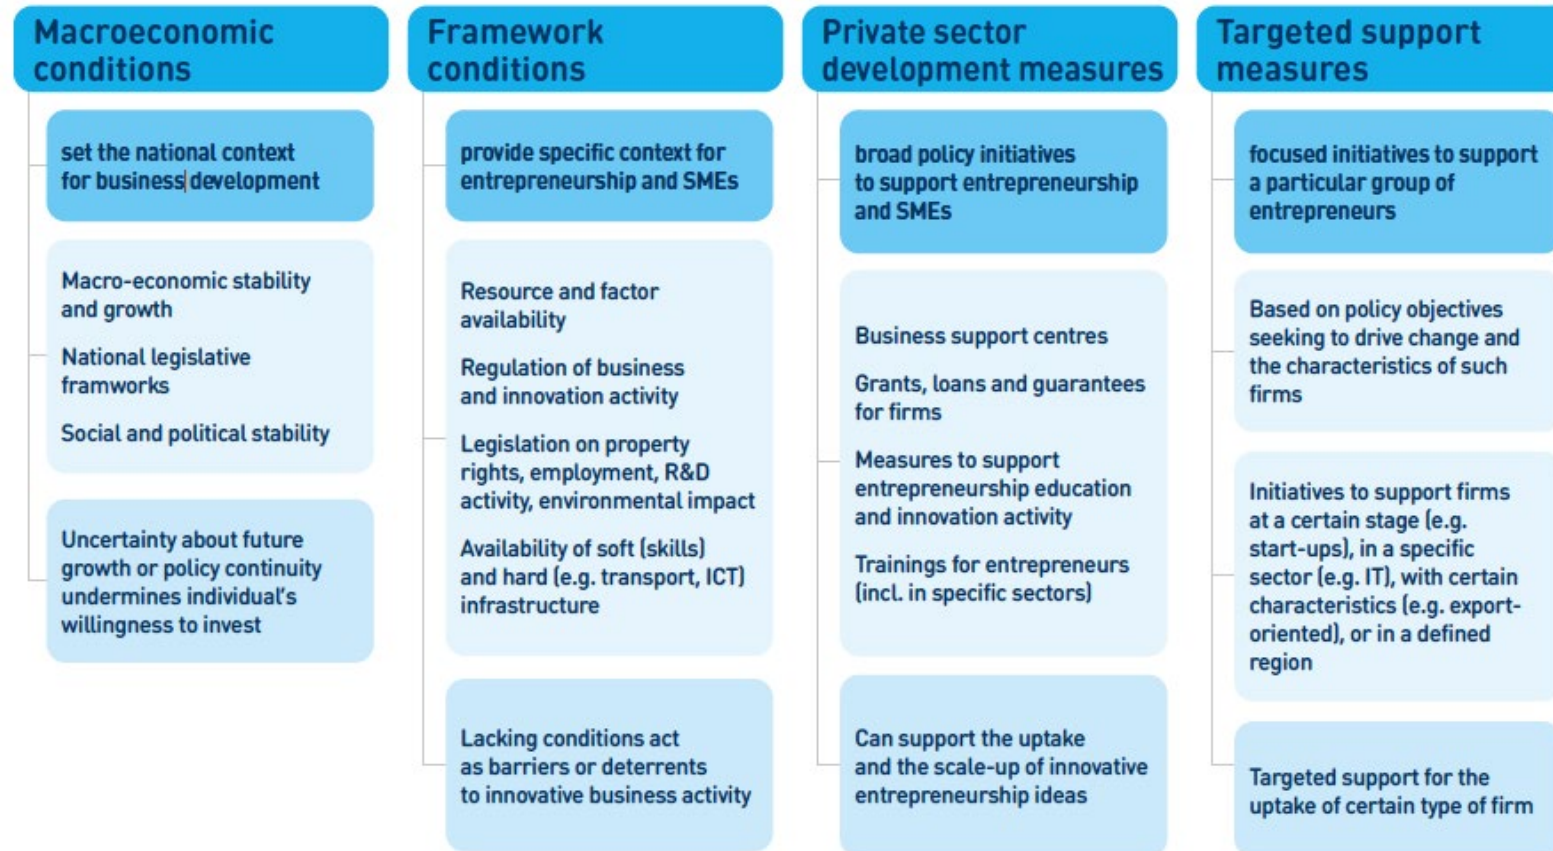 Macroeconomic
conditions
set the national context
for business development
Macro-economic stability
and growth
National legislative
framworks
Social and political stability
Uncertainty about future
growth or policy continuity
undermines individual's
willingness to invest
Framework
conditions
provide specific context for
entrepreneurship and SMEs
Resource and factor
availability
Regulation of business
and innovation activity
Legislation on property
rights, employment, R&D
activity, environmental impact
Availability of soft (skills)
and hard (e.g. transport, ICT)
infrastructure
Lacking conditions act
as barriers or deterrents
to innovative business activity
Private sector
development measures
broad policy initiatives
to support entrepreneurship
and SMEs
Business support centres
Grants, loans and guarantees
for firms
Measures to support
entrepreneurship education
and innovation activity
Trainings for entrepreneurs
(incl. in specific sectors)
Can support the uptake
and the scale-up of innovative
entrepreneurship ideas
Targeted support
measures
focused initiatives to support
a particular group of
entrepreneurs
Based on policy objectives
seeking to drive change and
the characteristics of such
firms
Initiatives to support firms
at a certain stage (e.g.
start-ups), in a specific
sector (e.g. IT), with certain
characteristics (e.g. export-
oriented), or in a defined
region
Targeted support for the
uptake of certain type of firm